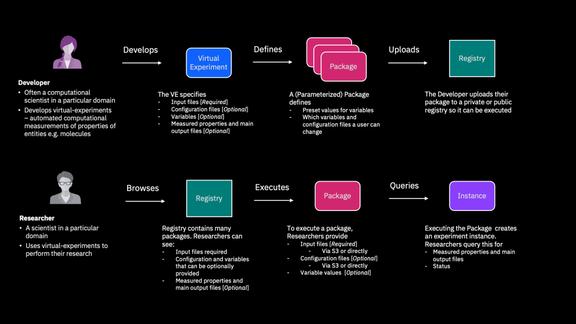 Develops
Defines
Uploads
Virtual
Experiment
Package
Registry
Developer
• Often a computational
scientist in a particular domain
• Develops virtual-experiments
– automated computational
measurements of properties of
entities e.g. molecules
The VE specifies
- Input files [Required]
- Configuration files [Optional]
- Variables [Optional]
- Measured properties and main
output files [Optional]
A (Parameterized) Package
defines
- Preset values for variables
- Which variables and
configuration files a user can
change
The Developer uploads their
package to a private or public
registry so it can be executed
Browses
Executes
Queries
Registry
Package
Instance
Researcher
• A scientist in a particular
domain
• Uses virtual-experiments to
perform their research
Registry contains many
packages. Researchers can
see:
- Input files required
- Configuration and variables
that can be optionally
provided
- Measured properties and
main output files [Optional]
To execute a package,
Researchers provide
- Input files [Required]
- Via S3 or directly
- Configuration files [Optional]
- Via S3 or directly
- Variable values [Optional]
Executing the Package creates
an experiment instance.
Researchers query this for
- Measured properties and main
output files
- Status